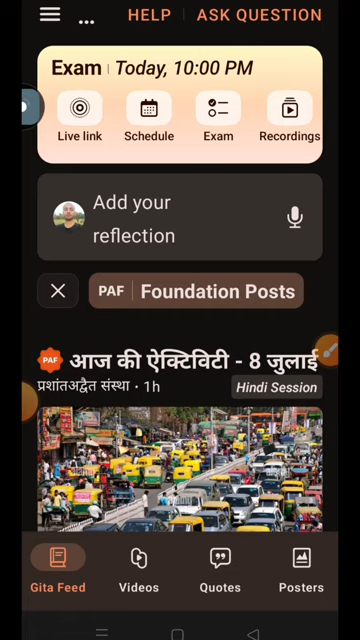 ... HELP | ASK QUESTION
Exam | Today, 10:00 PM
Live link Schedule Exam Recordings
Add your
reflection
PAF | Foundation Posts
PAF आज की ऐक्टिविटी - 8 जुलाई
प्रशांतअद्वैत संस्था • 1h Hindi Session
Gita Feed Videos Quotes Posters